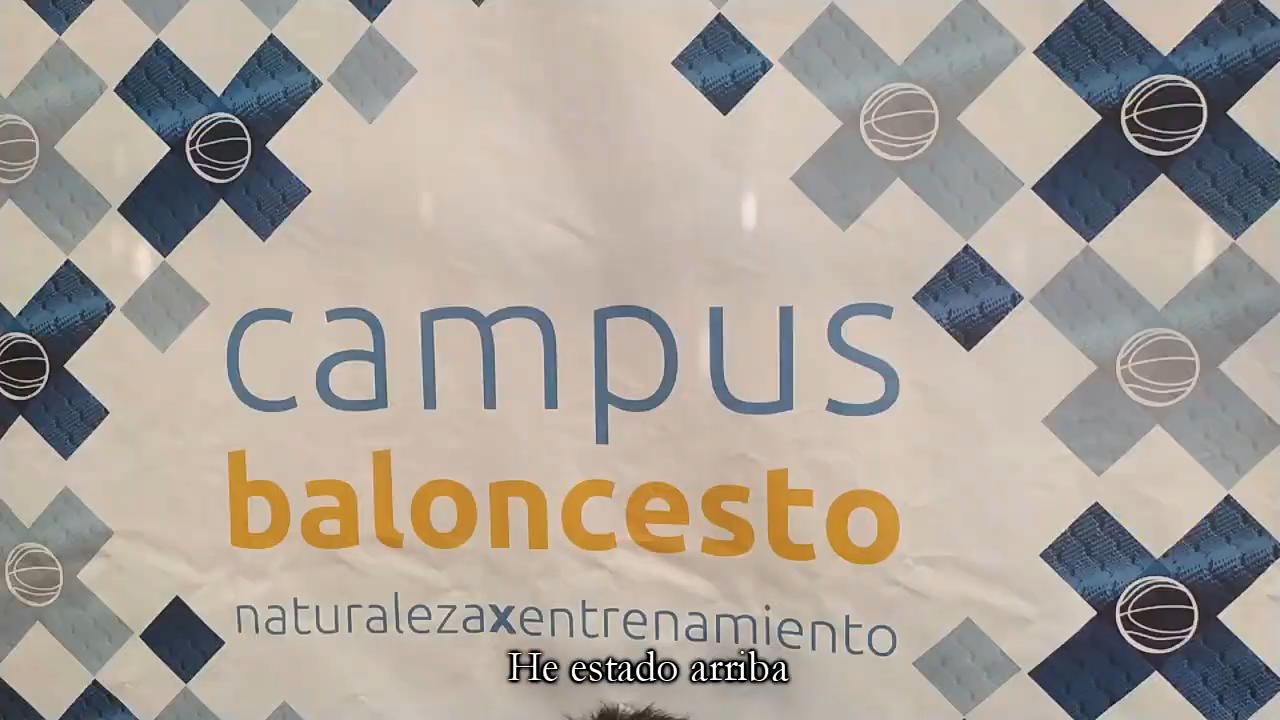 campus
baloncesto
naturalezaxentrenamiento
He estado arriba